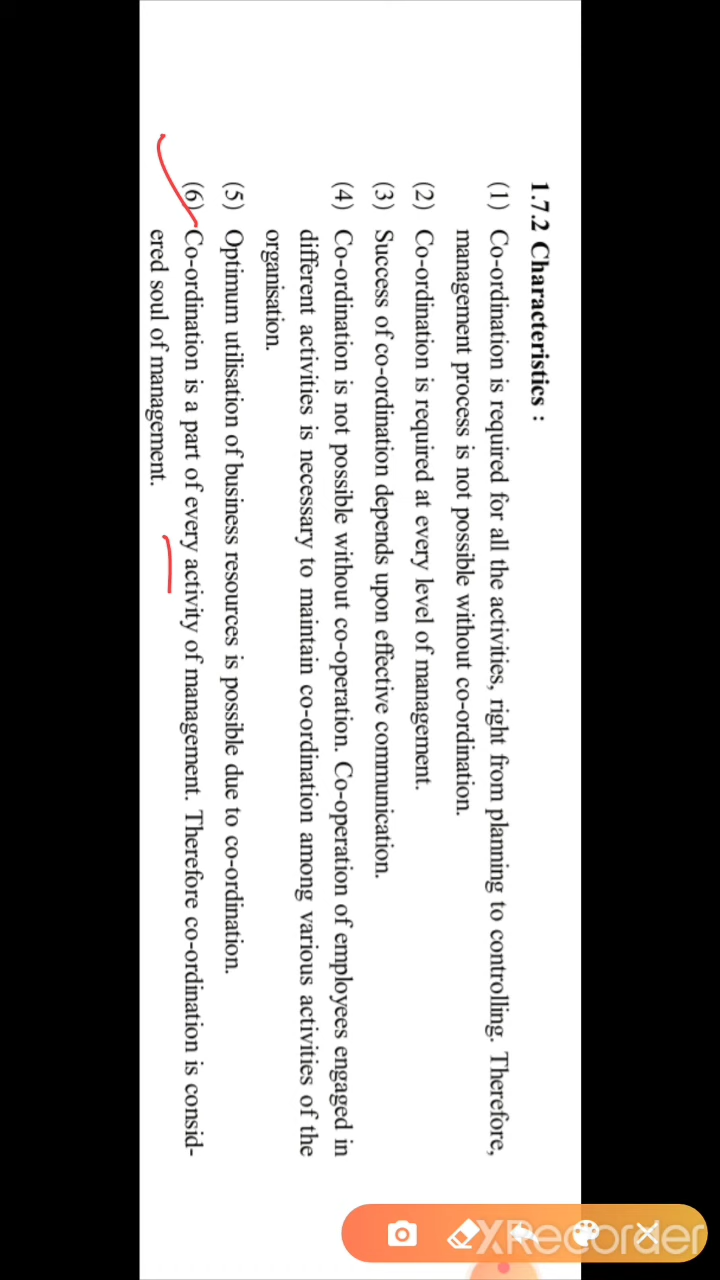 1.7.2 Characteristics :
(1) Co-ordination is required for all the activities, right from planning to controlling. Therefore,
management process is not possible without co-ordination.
(2) Co-ordination is required at every level of management.
(3) Success of co-ordination depends upon effective communication.
(4) Co-ordination is not possible without co-operation. Co-operation of employees engaged in
different activities is necessary to maintain co-ordination among various activities of the
organisation.
(5) Optimum utilisation of business resources is possible due to co-ordination.
(6) Co-ordination is a part of every activity of management. Therefore co-ordination is consid-
ered soul of management.
XRecorder